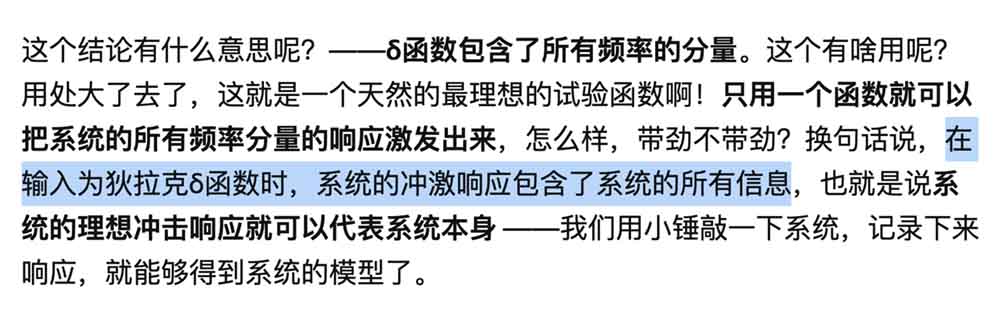 这个结论有什么意思呢？——δ函数包含了所有频率的分量。这个有啥用呢？
用处大了去了，这就是一个天然的最理想的试验函数啊！只用一个函数就可以
把系统的所有频率分量的响应激发出来，怎么样，带劲不带劲？换句话说，在
输入为狄拉克δ函数时，系统的冲激响应包含了系统的所有信息，也就是说系
统的理想冲击响应就可以代表系统本身 ——我们用小锤敲一下系统，记录下来
响应，就能够得到系统的模型了。